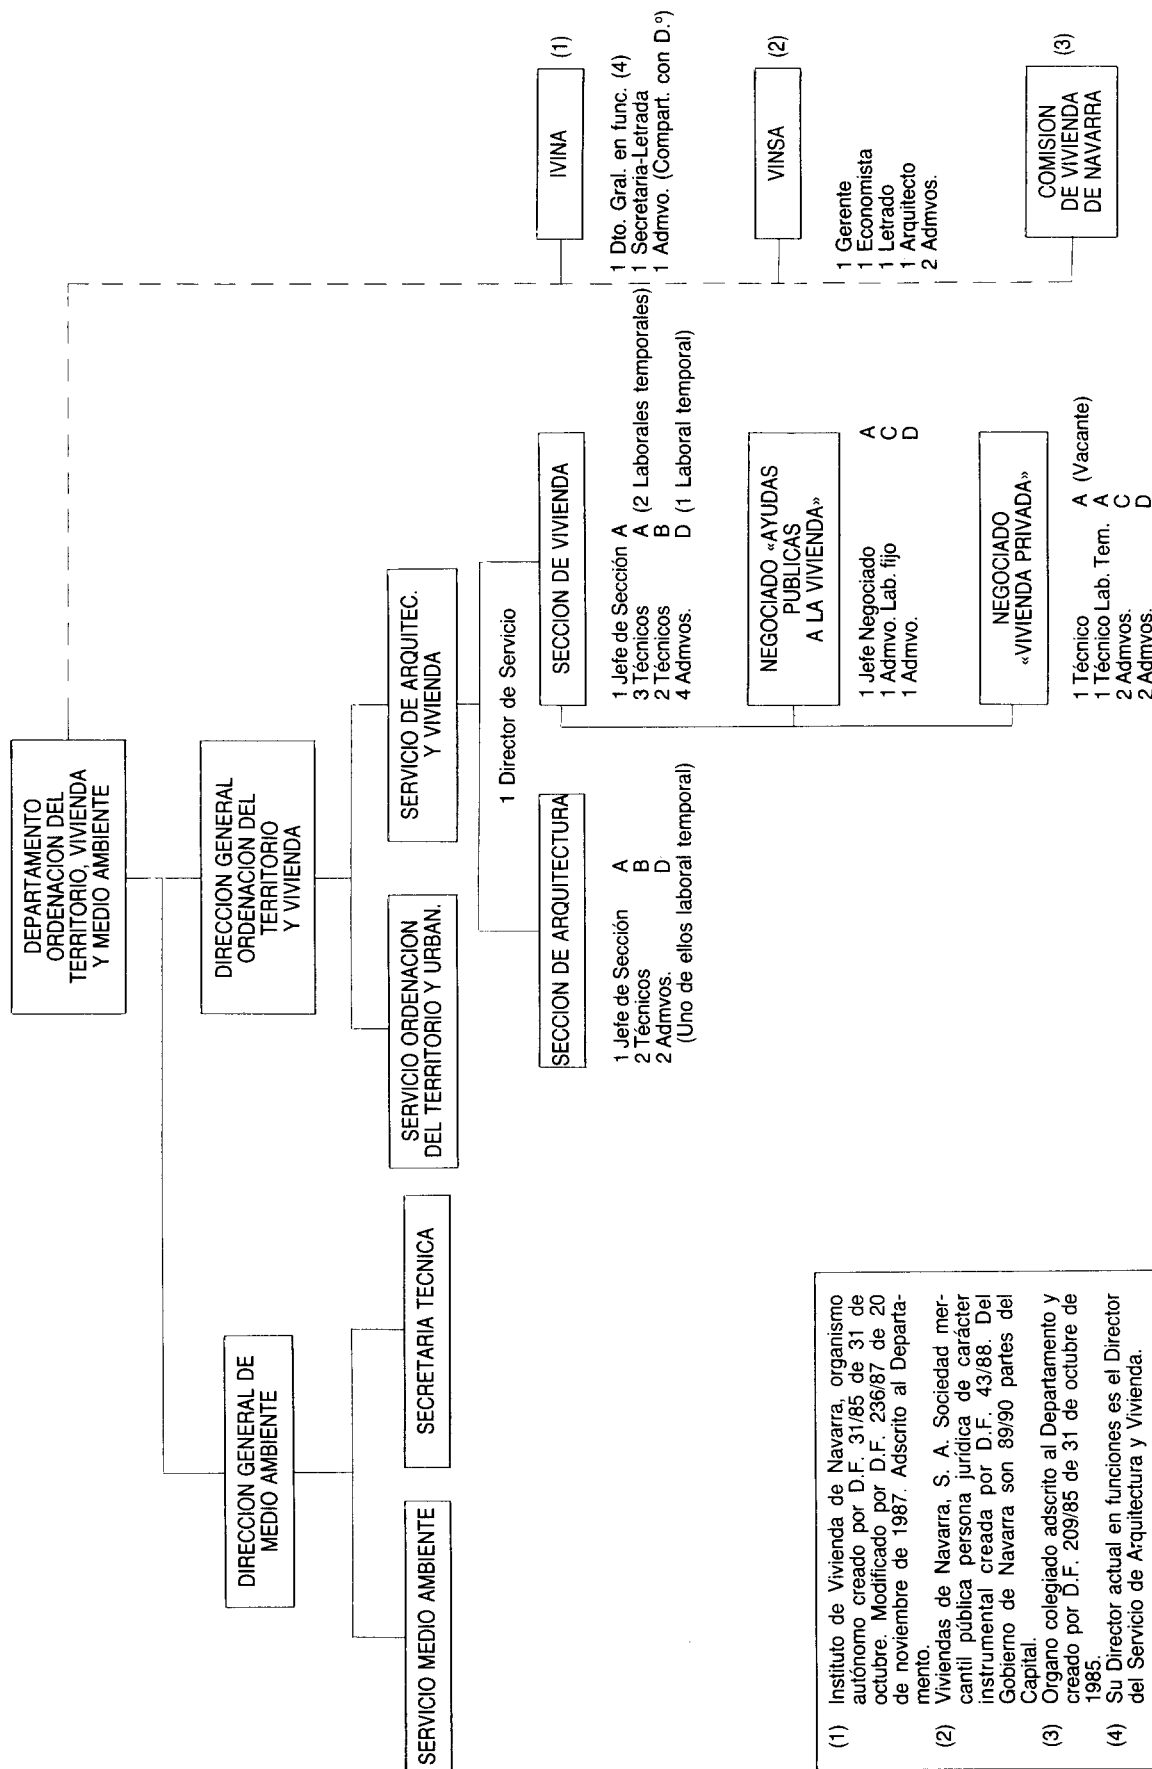 DEPARTAMENTO
ORDENACION DEL
TERRITORIO, VIVIENDA
Y MEDIO AMBIENTE
DIRECCION GENERAL DE
MEDIO AMBIENTE
DIRECCION GENERAL
ORDENACION DEL
TERRITORIO
Y VIVIENDA
SERVICIO MEDIO AMBIENTE
SECRETARIA TECNICA
SERVICIO ORDENACION
DEL TERRITORIO Y URBAN.
SERVICIO DE ARQUITEC.
Y VIVIENDA
1 Director de Servicio
SECCION DE ARQUITECTURA
1 Jefe de Sección A
2 Técnicos B
2 Admvos. D
(Uno de ellos laboral temporal)
SECCION DE VIVIENDA
1 Jefe de Sección A
3 Técnicos A (2 Laborales temporales)
2 Técnicos B
4 Admvos. D (1 Laboral temporal)
NEGOCIADO «AYUDAS
PUBLICAS
A LA VIVIENDA»
1 Jefe Negociado A
1 Admvo. Lab. fijo C
1 Admvo. D
NEGOCIADO
«VIVIENDA PRIVADA»
1 Técnico A (Vacante)
1 Técnico Lab. Tem. A
2 Admvos. C
2 Admvos. D
IVINA (1)
1 Dto. Gral. en func. (4)
1 Secretaria-Letrada
1 Admvo. (Compart. con D.º)
VINSA (2)
1 Gerente
1 Economista
1 Letrado
1 Arquitecto
2 Admvos.
COMISION
DE VIVIENDA
DE NAVARRA (3)
(1) Instituto de Vivienda de Navarra, organismo
autónomo creado por D.F. 31/85 de 31 de
octubre. Modificado por D.F. 236/87 de 20
de noviembre de 1987. Adscrito al Departa-
mento.
(2) Viviendas de Navarra, S. A. Sociedad mer-
cantil pública persona jurídica de carácter
instrumental creada por D.F. 43/88. Del
Gobierno de Navarra son 89/90 partes del
Capital.
(3) Organo colegiado adscrito al Departamento y
creado por D.F. 209/85 de 31 de octubre de
1985.
(4) Su Director actual en funciones es el Director
del Servicio de Arquitectura y Vivienda.